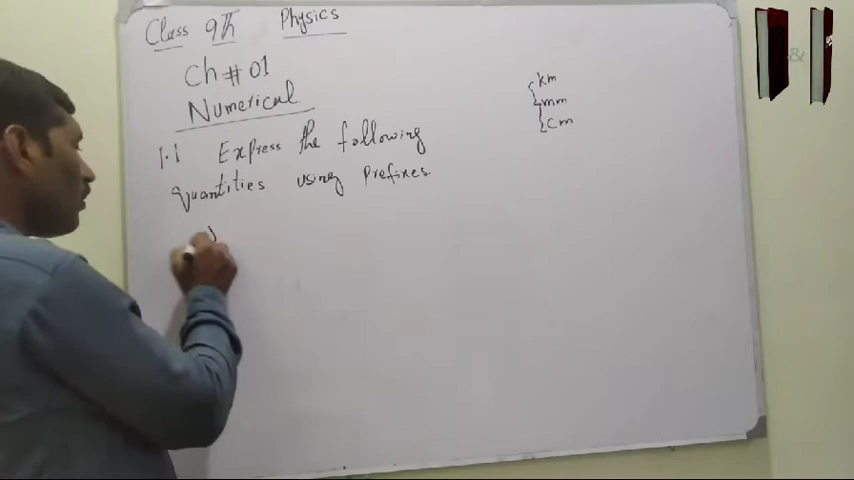 Class 9th Physics
Ch # 01
Numerical
1.1 Express the following
quantities using Prefixes.
km
mm
cm
&